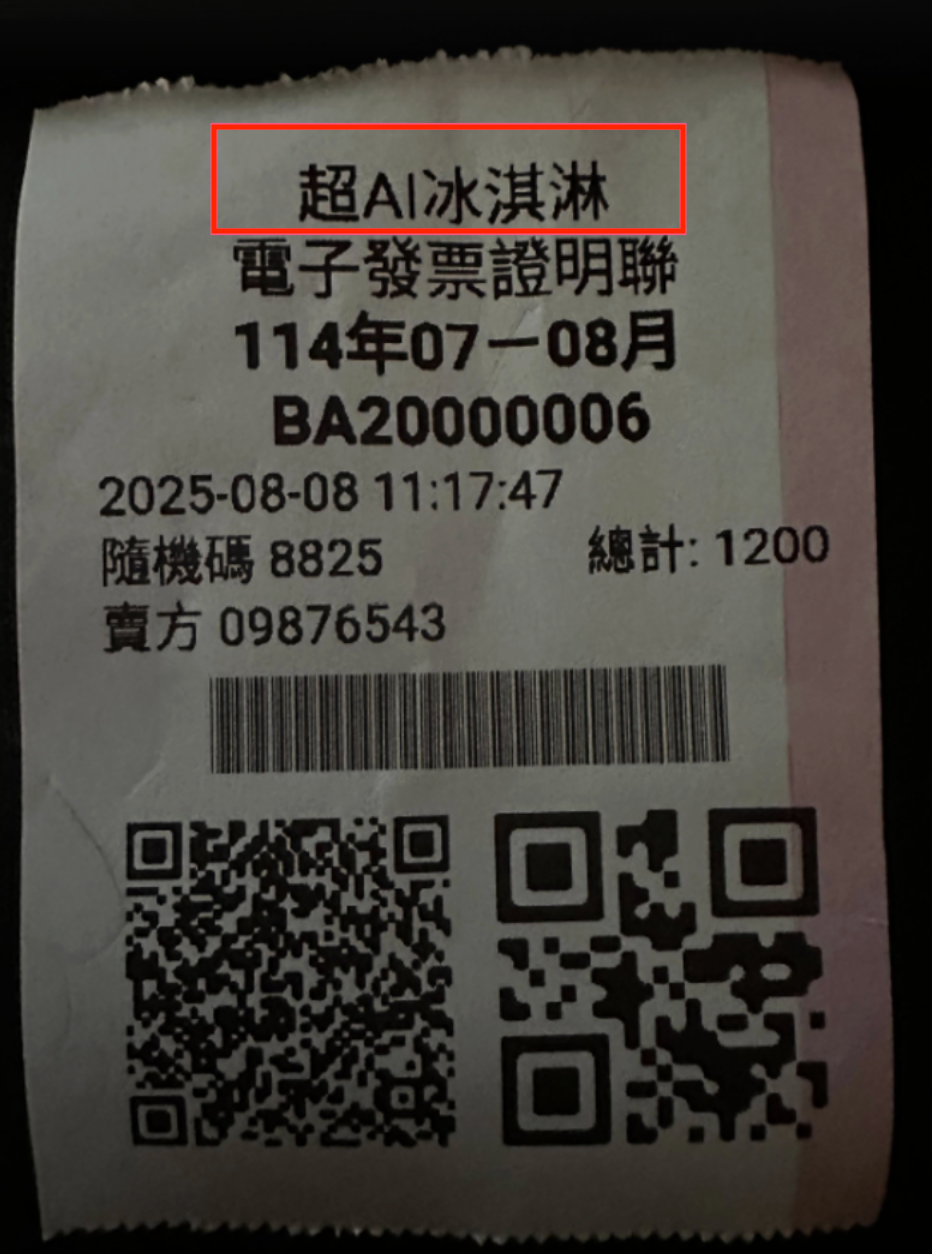 超AI冰淇淋
電子發票證明聯
114年07－08月
BA20000006
2025-08-08 11:17:47
隨機碼 8825 總計: 1200
賣方 09876543